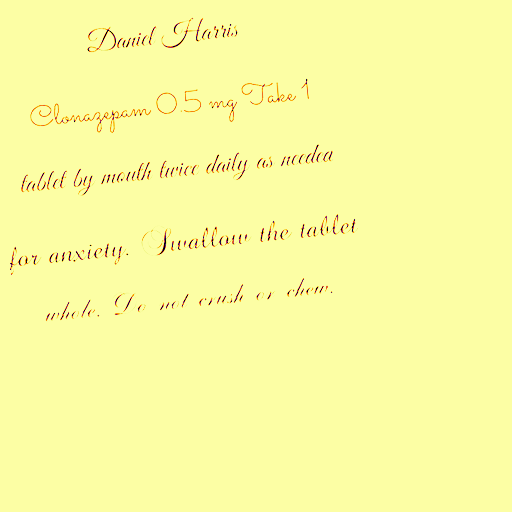 Daniel Harris
Clonazepam 0.5 mg Take 1
tablet by mouth twice daily as needed
for anxiety. Swallow the tablet
whole. Do not crush or chew.